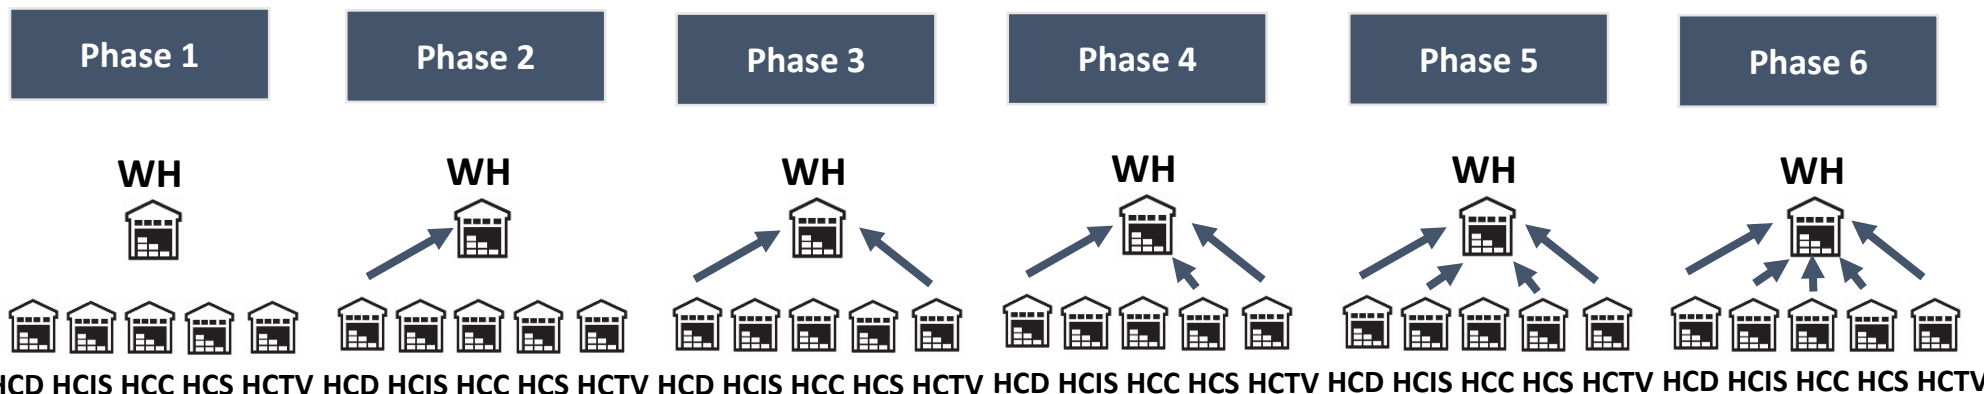 Phase 1 Phase 2 Phase 3 Phase 4 Phase 5 Phase 6
WH WH WH WH WH WH
HCD HCIS HCC HCS HCTV HCD HCIS HCC HCS HCTV HCD HCIS HCC HCS HCTV HCD HCIS HCC HCS HCTV HCD HCIS HCC HCS HCTV HCD HCIS HCC HCS HCTV